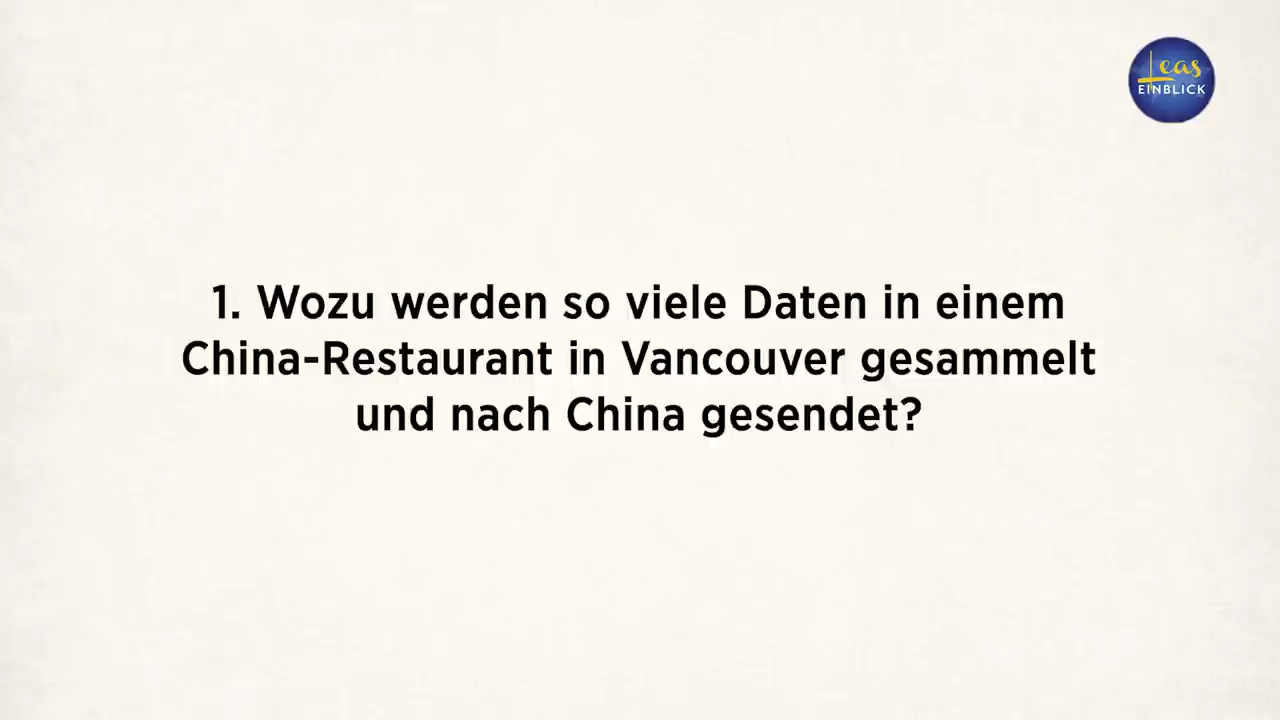 Leas
EINBLICK
1. Wozu werden so viele Daten in einem
China-Restaurant in Vancouver gesammelt
und nach China gesendet?